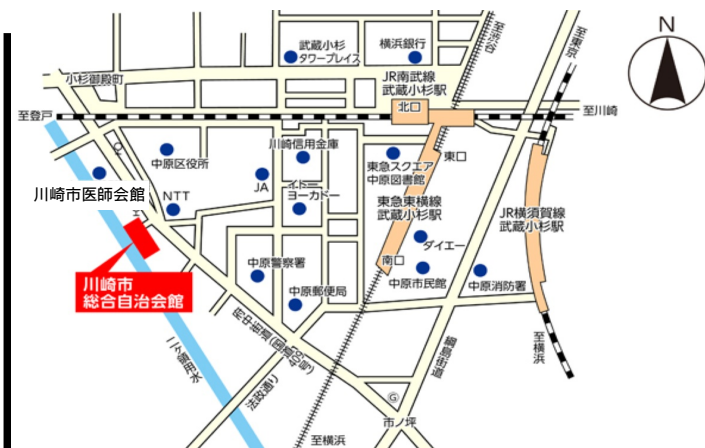 N
至渋谷
至東京
武蔵小杉
タワープレイス
横浜銀行
小杉御殿町
JR南武線
武蔵小杉駅
北口
至登戸
至川崎
川崎信用金庫
中原区役所
東急スクエア
中原図書館
東口
JA
イトー
ヨーカドー
川崎市医師会館
NTT
東急東横線
武蔵小杉駅
JR横須賀線
武蔵小杉駅
ダイエー
南口
中原警察署
中原市民館
中原消防署
川崎市
総合自治会館
中原郵便局
府中街道(国道409号)
二ヶ領用水
法政通り
綱島街道
至横浜
G
市ノ坪
至横浜